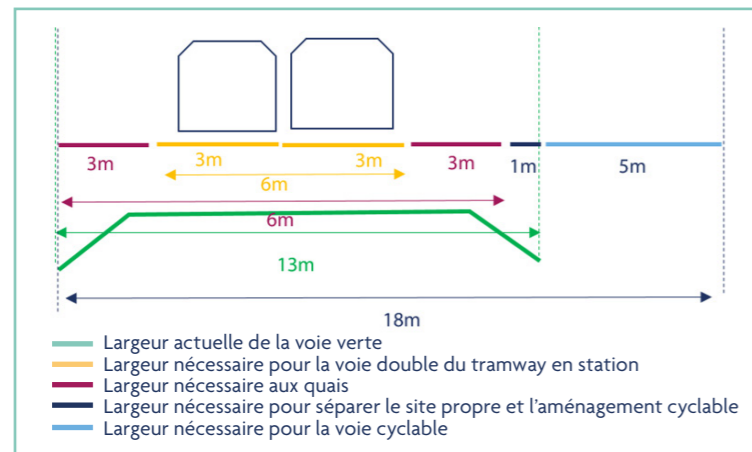 3m 3m 3m 3m 1m 5m
6m
6m
13m
18m
Largeur actuelle de la voie verte
Largeur nécessaire pour la voie double du tramway en station
Largeur nécessaire aux quais
Largeur nécessaire pour séparer le site propre et l’aménagement cyclable
Largeur nécessaire pour la voie cyclable